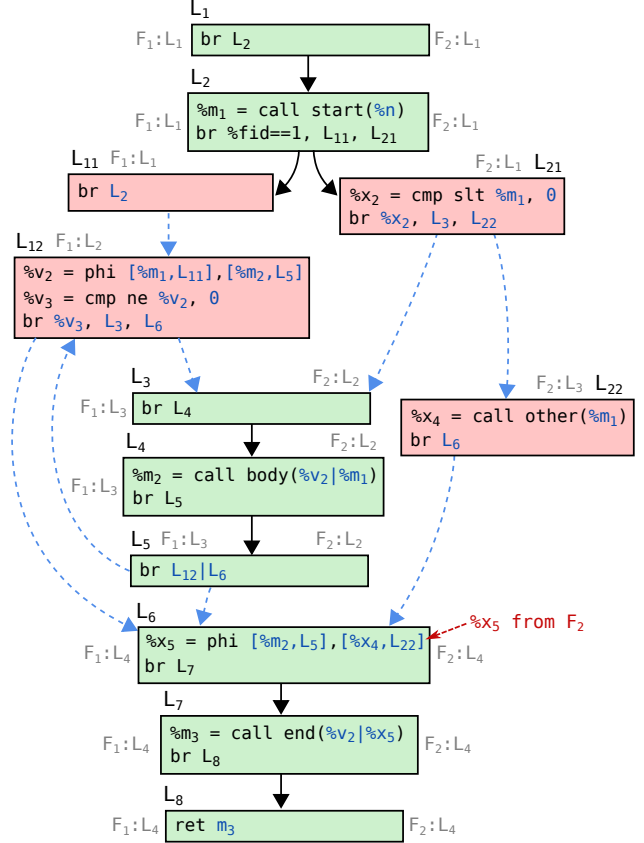 L1
F1:L1 br L2 F2:L1
L2
F1:L1 %m1 = call start(%n) F2:L1
br %fid==1, L11, L21
L11 F1:L1
br L2
F2:L1 L21
%x2 = cmp slt %m1, 0
br %x2, L3, L22
L12 F1:L2
%v2 = phi [%m1,L11],[%m2,L5]
%v3 = cmp ne %v2, 0
br %v3, L3, L6
L3 F2:L2
F1:L3 br L4
F2:L3 L22
%x4 = call other(%m1)
br L6
L4 F2:L2
F1:L3 %m2 = call body(%v2|%m1)
br L5
L5 F1:L3 F2:L2
br L12|L6
L6
%x5 from F2
F1:L4 %x5 = phi [%m2,L5],[%x4,L22] F2:L4
br L7
L7
F1:L4 %m3 = call end(%v2|%x5) F2:L4
br L8
L8
F1:L4 ret m3 F2:L4